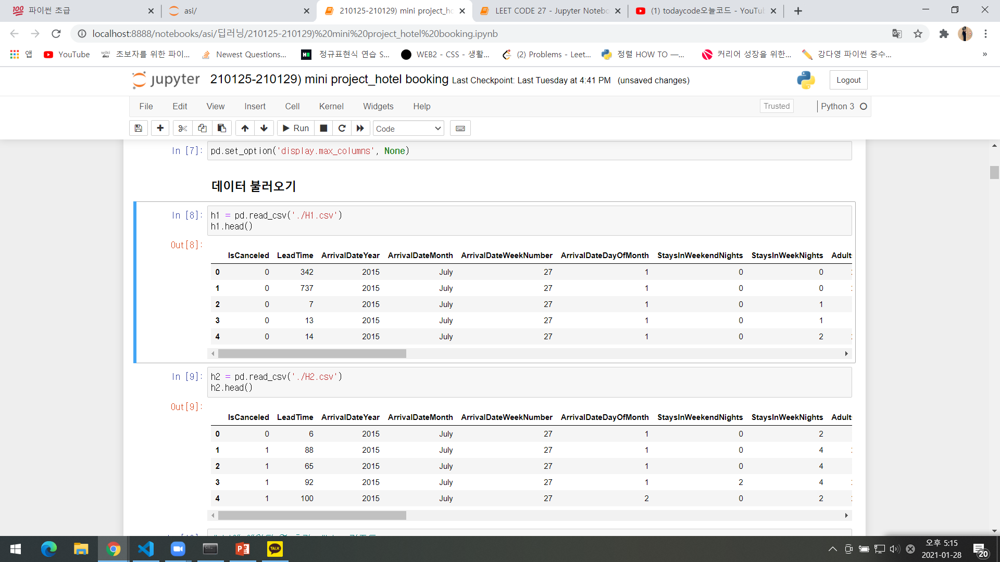 파이썬 초급
asi/
210125-210129) mini project_ho
LEET CODE 27 - Jupyter Notebo
(1) todaycode오늘코드 - YouTub
localhost:8888/notebooks/asi/딥러닝/210125-210129)%20mini%20project_hotel%20booking.ipynb
앱
YouTube
초보자를 위한 파이...
Newest Questions...
정규표현식 연습 S...
WEB2 - CSS - 생활...
(2) Problems - Leet...
정렬 HOW TO —...
커리어 성장을 위한...
강다영 파이썬 중수...
»
jupyter 210125-210129) mini project_hotel booking Last Checkpoint: Last Tuesday at 4:41 PM (unsaved changes)
Logout
File Edit View Insert Cell Kernel Widgets Help
Trusted
Python 3
Run
Code
In [7]: pd.set_option('display.max_columns', None)
데이터 불러오기
In [8]: h1 = pd.read_csv('./H1.csv')
h1.head()
Out[8]:
IsCanceled LeadTime ArrivalDateYear ArrivalDateMonth ArrivalDateWeekNumber ArrivalDateDayOfMonth StaysInWeekendNights StaysInWeekNights Adult
0 0 342 2015 July 27 1 0 0
1 0 737 2015 July 27 1 0 0
2 0 7 2015 July 27 1 0 1
3 0 13 2015 July 27 1 0 1
4 0 14 2015 July 27 1 0 2
In [9]: h2 = pd.read_csv('./H2.csv')
h2.head()
Out[9]:
IsCanceled LeadTime ArrivalDateYear ArrivalDateMonth ArrivalDateWeekNumber ArrivalDateDayOfMonth StaysInWeekendNights StaysInWeekNights Adult
0 0 6 2015 July 27 1 0 2
1 1 88 2015 July 27 1 0 4
2 1 65 2015 July 27 1 0 4
3 1 92 2015 July 27 1 2 4
4 1 100 2015 July 27 2 0 2
오후 5:15
2021-01-28
20